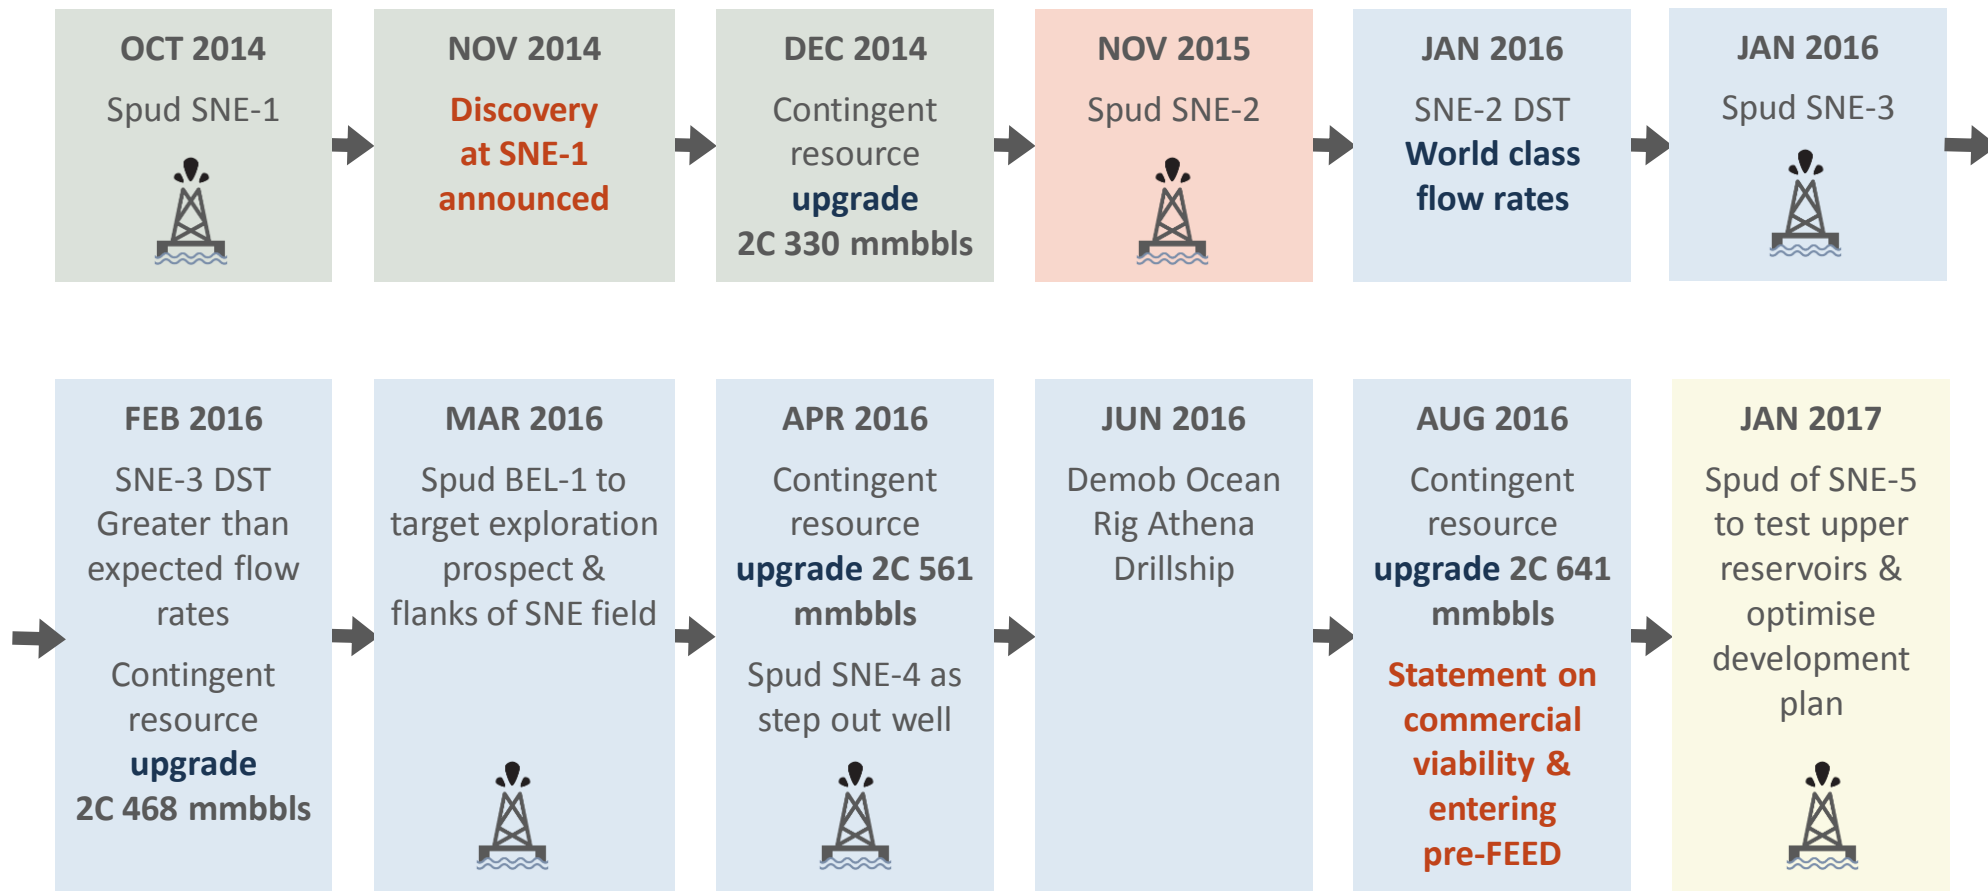 OCT 2014
Spud SNE-1
NOV 2014
Discovery
at SNE-1
announced
DEC 2014
Contingent
resource
upgrade
2C 330 mmbbls
NOV 2015
Spud SNE-2
JAN 2016
SNE-2 DST
World class
flow rates
JAN 2016
Spud SNE-3
FEB 2016
SNE-3 DST
Greater than
expected flow
rates
Contingent
resource
upgrade
2C 468 mmbbls
MAR 2016
Spud BEL-1 to
target exploration
prospect &
flanks of SNE field
APR 2016
Contingent
resource
upgrade 2C 561
mmbbls
Spud SNE-4 as
step out well
JUN 2016
Demob Ocean
Rig Athena
Drillship
AUG 2016
Contingent
resource
upgrade 2C 641
mmbbls
Statement on
commercial
viability &
entering
pre-FEED
JAN 2017
Spud of SNE-5
to test upper
reservoirs &
optimise
development
plan